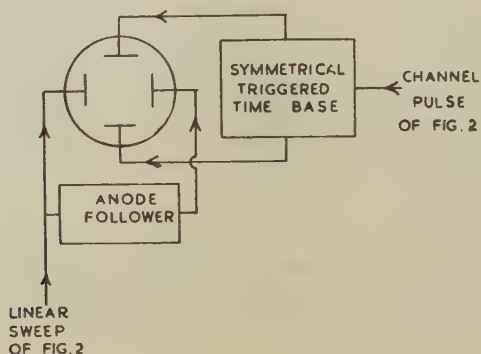 SYMMETRICAL
TRIGGERED
TIME BASE
CHANNEL
PULSE
OF FIG.2
ANODE
FOLLOWER
LINEAR
SWEEP
OF FIG.2